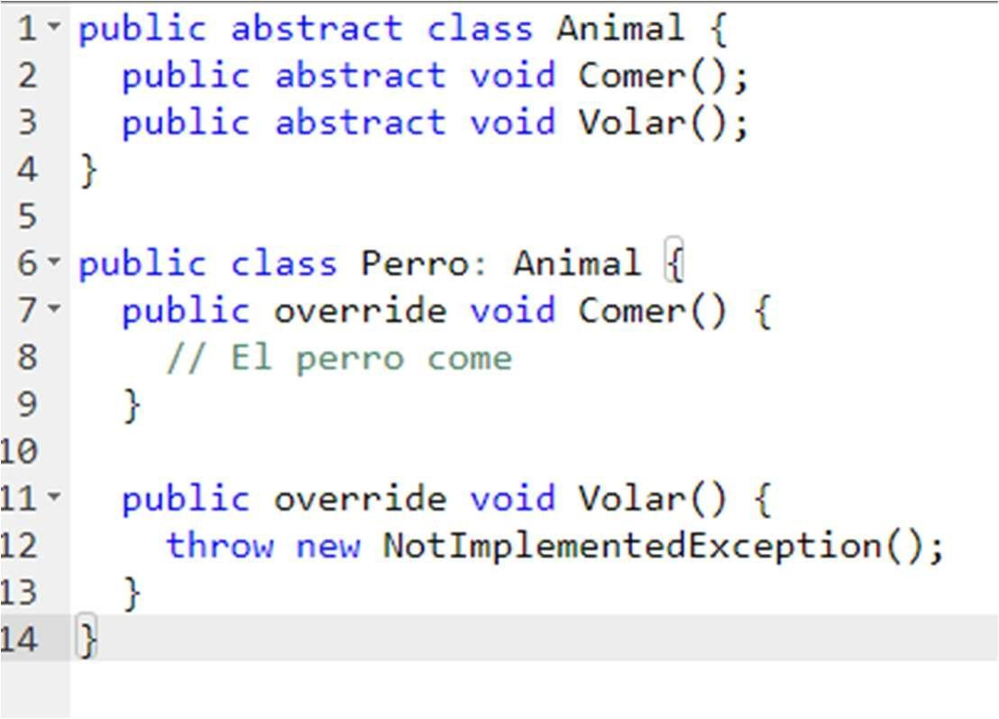 1 public abstract class Animal {
2 public abstract void Comer();
3 public abstract void Volar();
4 }
5
6 public class Perro: Animal {
7 public override void Comer() {
8 // El perro come
9 }
10
11 public override void Volar() {
12 throw new NotImplementedException();
13 }
14 }